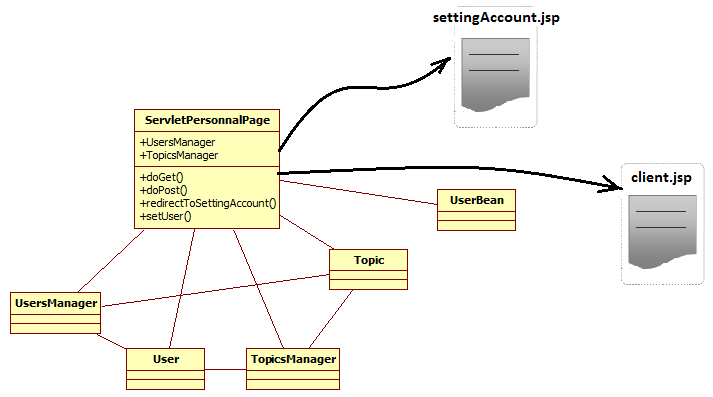 settingAccount.jsp
ServletPersonnalPage
+UsersManager
+TopicsManager
+doGet()
+doPost()
+redirectToSettingAccount()
+setUser()
client.jsp
UserBean
Topic
UsersManager
User
TopicsManager